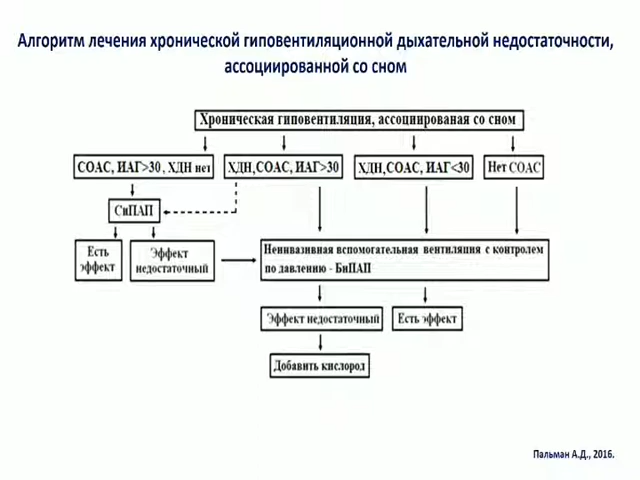 Алгоритм лечения хронической гиповентиляционной дыхательной недостаточности,
ассоциированной со сном
Хроническая гиповентиляция, ассоциированая со сном
СОАС, ИАГ>30, ХДН нет
ХДН,СОАС, ИАГ>30
ХДН,СОАС, ИАГ<30
Нет СОАС
СиПАП
Есть
эффект
Эффект
недостаточный
Неинвазивная вспомогательная вентиляция с контролем
по давлению - БиПАП
Эффект недостаточный
Есть эффект
Добавить кислород
Пальман А.Д., 2016.